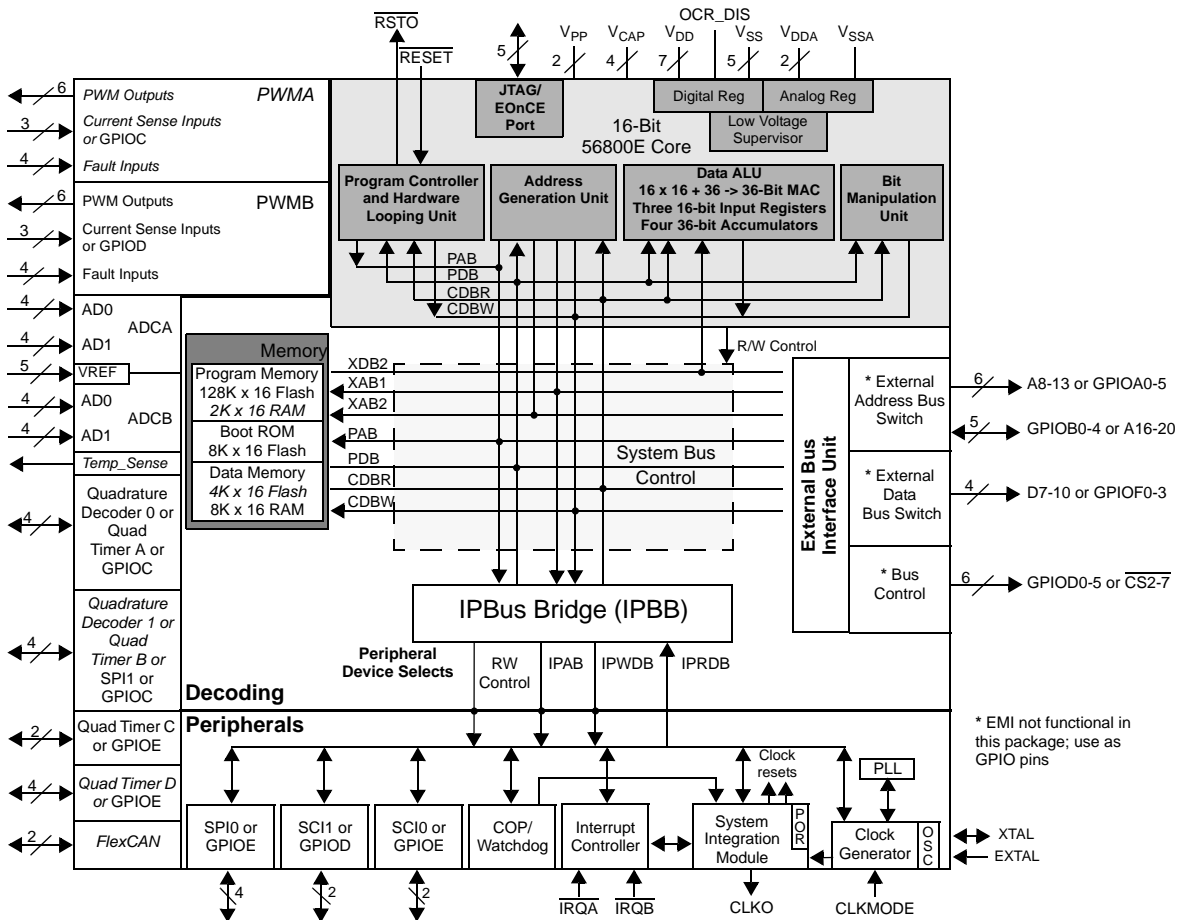 RSTO
RESET
5
VPP
2
VCAP
4
VDD
7
OCR_DIS
VSS
5
VDDA
2
VSSA
6
PWM Outputs
PWMA
3
Current Sense Inputs
or GPIOC
4
Fault Inputs
6
PWM Outputs
PWMB
3
Current Sense Inputs
or GPIOD
4
Fault Inputs
JTAG/
EOnCE
Port
16-Bit
56800E Core
Digital Reg
Analog Reg
Low Voltage
Supervisor
Program Controller
and Hardware
Looping Unit
Address
Generation Unit
Data ALU
16 x 16 + 36 -> 36-Bit MAC
Three 16-bit Input Registers
Four 36-bit Accumulators
Bit
Manipulation
Unit
PAB
PDB
CDBR
CDBW
4
AD0
ADCA
4
AD1
5
VREF
4
AD0
ADCB
4
AD1
Temp_Sense
4
Quadrature
Decoder 0 or
Quad
Timer A or
GPIOC
4
Quadrature
Decoder 1 or
Quad
Timer B or
SPI1 or
GPIOC
2
Quad Timer C
or GPIOE
4
Quad Timer D
or GPIOE
2
FlexCAN
Memory
Program Memory
128K x 16 Flash
2K x 16 RAM
Boot ROM
8K x 16 Flash
Data Memory
4K x 16 Flash
8K x 16 RAM
XDB2
XAB1
XAB2
PAB
PDB
CDBR
CDBW
R/W Control
System Bus
Control
External Bus
Interface Unit
* External
Address Bus
Switch
* External
Data
Bus Switch
* Bus
Control
6
A8-13 or GPIOA0-5
5
GPIOB0-4 or A16-20
4
D7-10 or GPIOF0-3
6
GPIOD0-5 or CS2-7
IPBus Bridge (IPBB)
Peripheral
Device Selects
RW
Control
IPAB
IPWDB
IPRDB
Decoding
Peripherals
* EMI not functional in
this package; use as
GPIO pins
SPI0 or
GPIOE
4
SCI1 or
GPIOD
2
SCI0 or
GPIOE
2
COP/
Watchdog
Interrupt
Controller
IRQA
IRQB
System
Integration
Module
POR
Clock
resets
CLKO
PLL
Clock
Generator
OSC
XTAL
EXTAL
CLKMODE